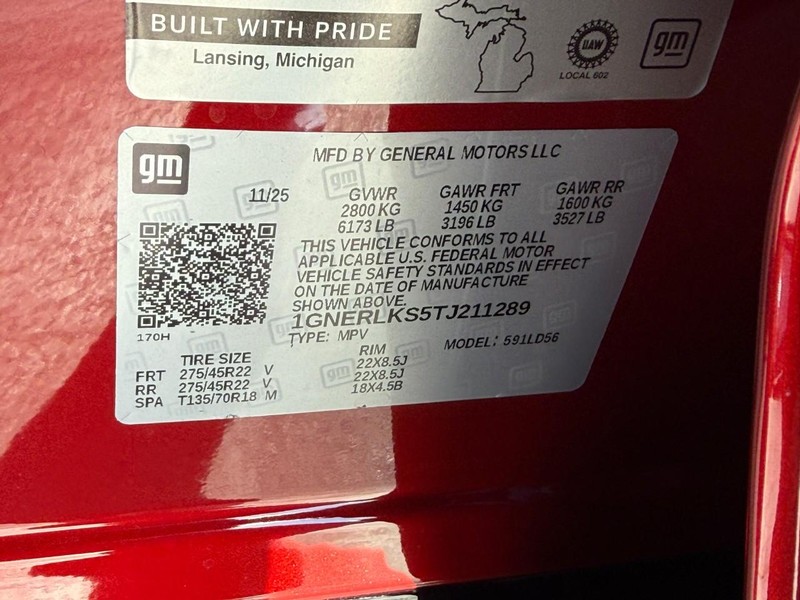 BUILT WITH PRIDE
Lansing, Michigan
UAW
LOCAL 602
gm
gm
MFD BY GENERAL MOTORS LLC
11/25 GVWR GAWR FRT GAWR RR
2800 KG 1450 KG 1600 KG
6173 LB 3196 LB 3527 LB
THIS VEHICLE CONFORMS TO ALL
APPLICABLE U.S. FEDERAL MOTOR
VEHICLE SAFETY STANDARDS IN EFFECT
ON THE DATE OF MANUFACTURE
SHOWN ABOVE.
1GNERLKS5TJ211289
170H
TYPE: MPV MODEL: 591LD56
TIRE SIZE RIM
FRT 275/45R22 V 22X8.5J
RR 275/45R22 V 22X8.5J
SPA T135/70R18 M 18X4.5B